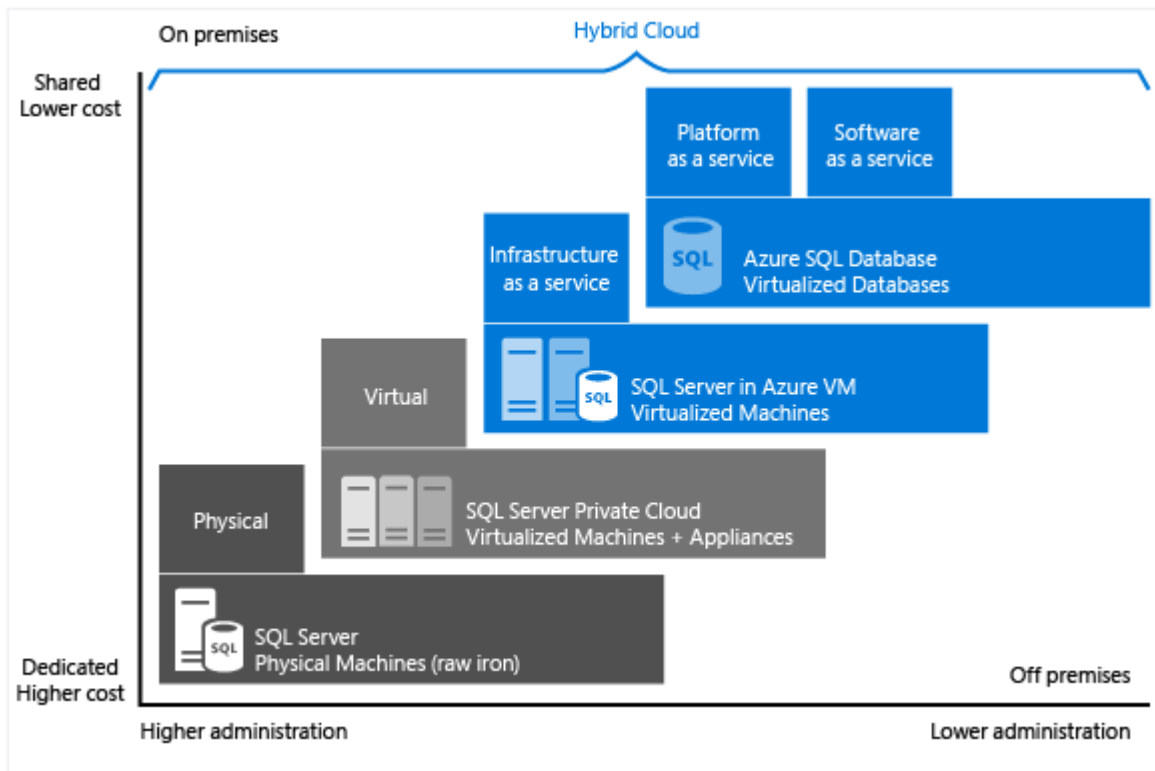 On premises
Hybrid Cloud
Shared
Lower cost
Platform
as a service
Software
as a service
SQL
Azure SQL Database
Virtualized Databases
Infrastructure
as a service
SQL
SQL Server in Azure VM
Virtualized Machines
Virtual
SQL Server Private Cloud
Virtualized Machines + Appliances
Physical
SQL
SQL Server
Physical Machines (raw iron)
Dedicated
Higher cost
Off premises
Higher administration
Lower administration